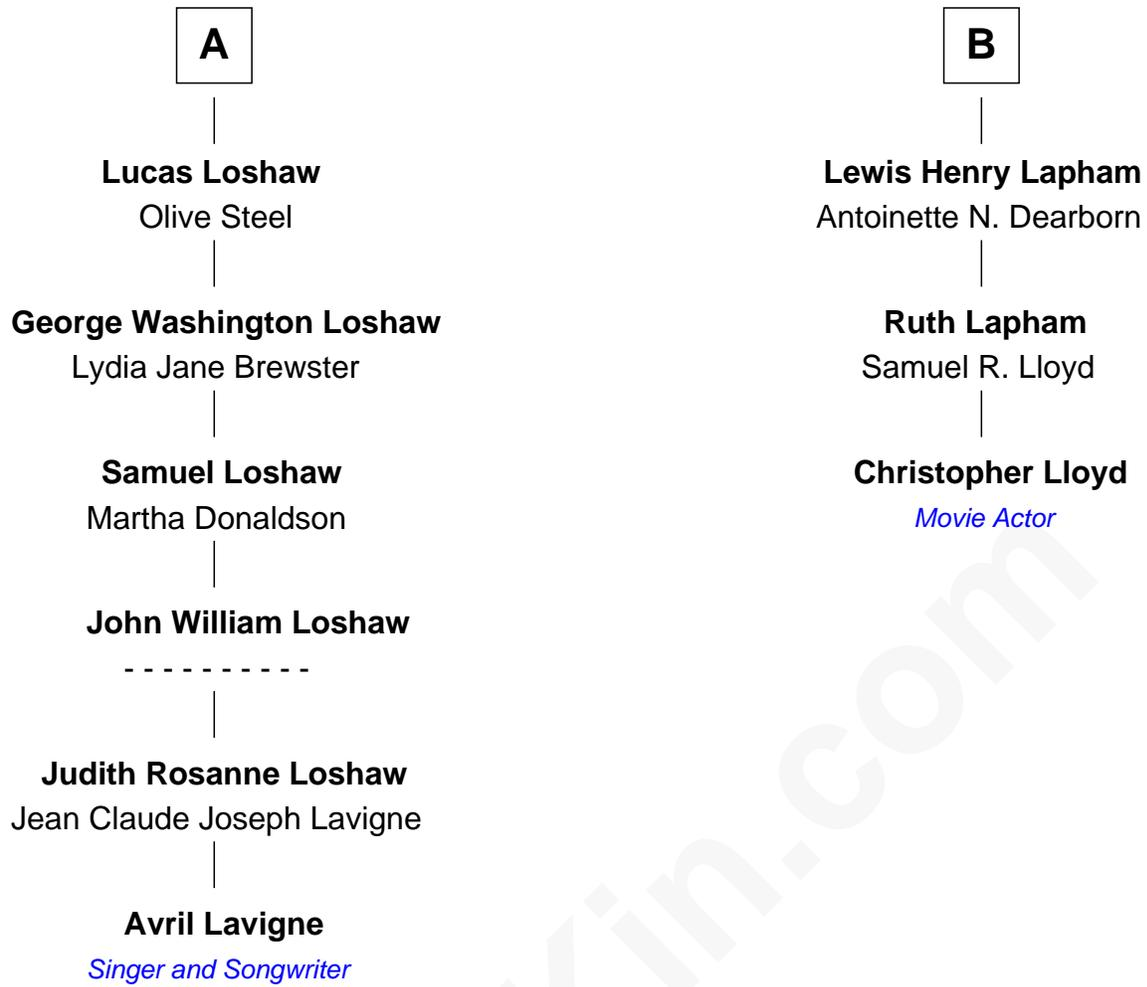 A
Lucas Loshaw
Olive Steel
George Washington Loshaw
Lydia Jane Brewster
Samuel Loshaw
Martha Donaldson
John William Loshaw
- - - - - - - - - -
Judith Rosanne Loshaw
Jean Claude Joseph Lavigne
Avril Lavigne
Singer and Songwriter
B
Lewis Henry Lapham
Antoinette N. Dearborn
Ruth Lapham
Samuel R. Lloyd
Christopher Lloyd
Movie Actor
Kin.com